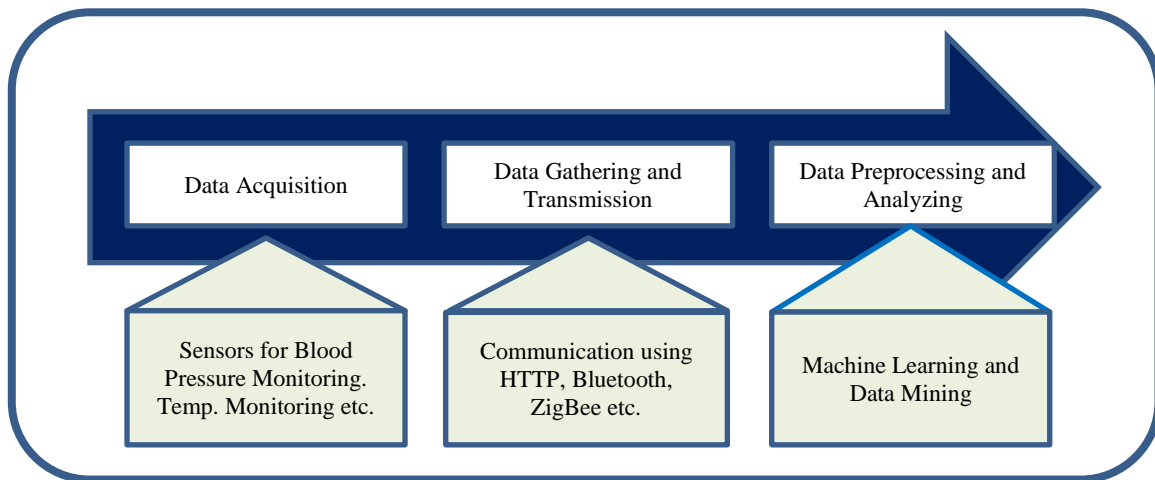 Data Acquisition
Data Gathering and
Transmission
Data Preprocessing and
Analyzing
Sensors for Blood
Pressure Monitoring.
Temp. Monitoring etc.
Communication using
HTTP, Bluetooth,
ZigBee etc.
Machine Learning and
Data Mining